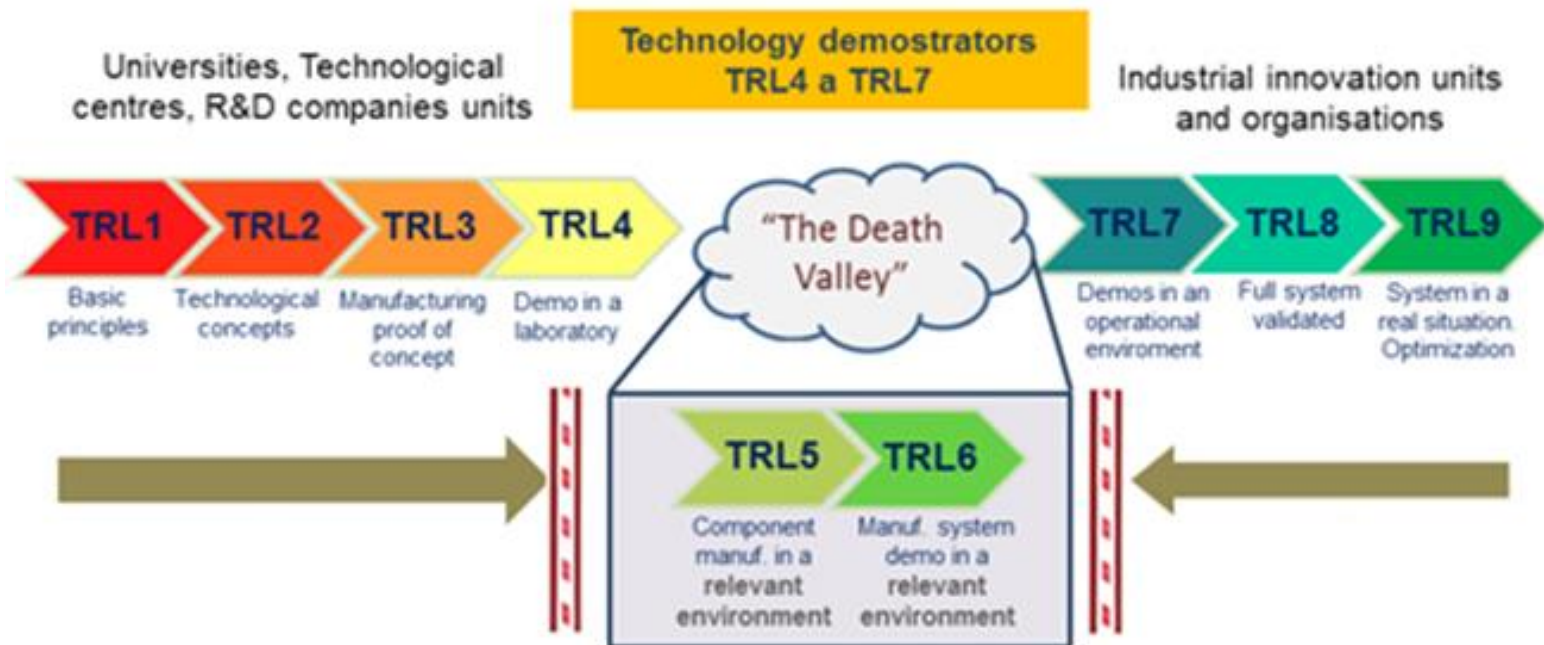 Universities, Technological
centres, R&D companies units
Technology demostrators
TRL4 a TRL7
Industrial innovation units
and organisations
TRL1
TRL2
TRL3
TRL4
"The Death
Valley"
TRL7
TRL8
TRL9
Basic
principles
Technological
concepts
Manufacturing
proof of
concept
Demo in a
laboratory
Demos in an
operational
enviroment
Full system
validated
System in a
real situation.
Optimization
TRL5
TRL6
Component
manuf. in a
relevant
environment
Manuf. system
demo in a
relevant
environment